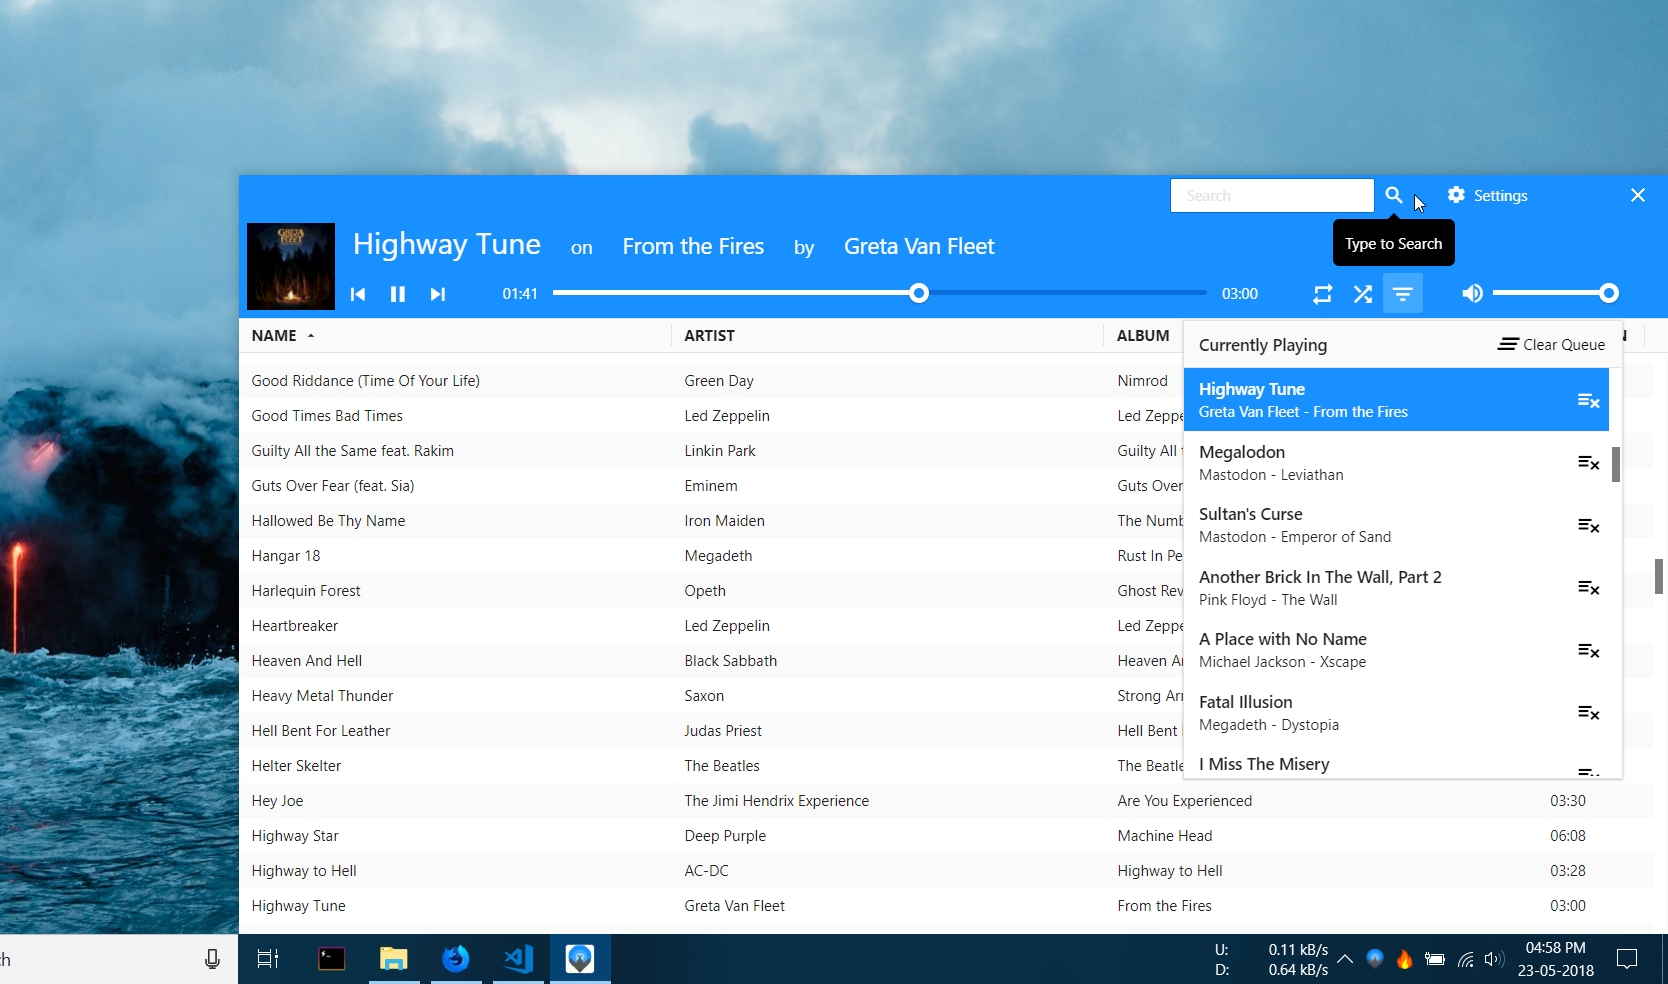 Search
Settings
Type to Search
GRETA VAN FLEET
Highway Tune on From the Fires by Greta Van Fleet
01:41
03:00
NAME
ARTIST
ALBUM
Currently Playing
Clear Queue
Good Riddance (Time Of Your Life) Green Day Nimrod
Good Times Bad Times Led Zeppelin Led Zeppe
Guilty All the Same feat. Rakim Linkin Park Guilty All
Guts Over Fear (feat. Sia) Eminem Guts Over
Hallowed Be Thy Name Iron Maiden The Numb
Hangar 18 Megadeth Rust In Pe
Harlequin Forest Opeth Ghost Rev
Heartbreaker Led Zeppelin Led Zeppe
Heaven And Hell Black Sabbath Heaven A
Heavy Metal Thunder Saxon Strong Ar
Hell Bent For Leather Judas Priest Hell Bent
Helter Skelter The Beatles The Beatle
Hey Joe The Jimi Hendrix Experience Are You Experienced 03:30
Highway Star Deep Purple Machine Head 06:08
Highway to Hell AC-DC Highway to Hell 03:28
Highway Tune Greta Van Fleet From the Fires 03:00
Highway Tune
Greta Van Fleet - From the Fires
Megalodon
Mastodon - Leviathan
Sultan's Curse
Mastodon - Emperor of Sand
Another Brick In The Wall, Part 2
Pink Floyd - The Wall
A Place with No Name
Michael Jackson - Xscape
Fatal Illusion
Megadeth - Dystopia
I Miss The Misery
ch
U: 0.11 kB/s
D: 0.64 kB/s
04:58 PM
23-05-2018